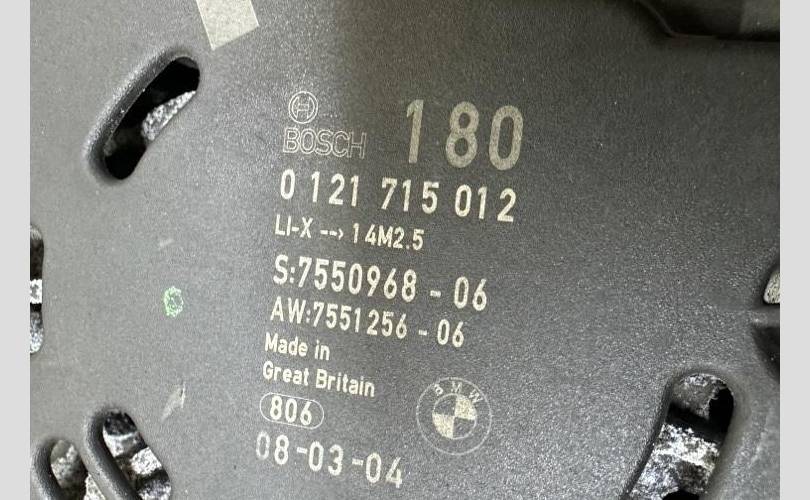 BOSCH 180
0 121 715 012
LI-X --> 14M2.5
S:7550968 - 06
AW:7551256 - 06
Made in
Great Britain
806
BMW
08-03-04